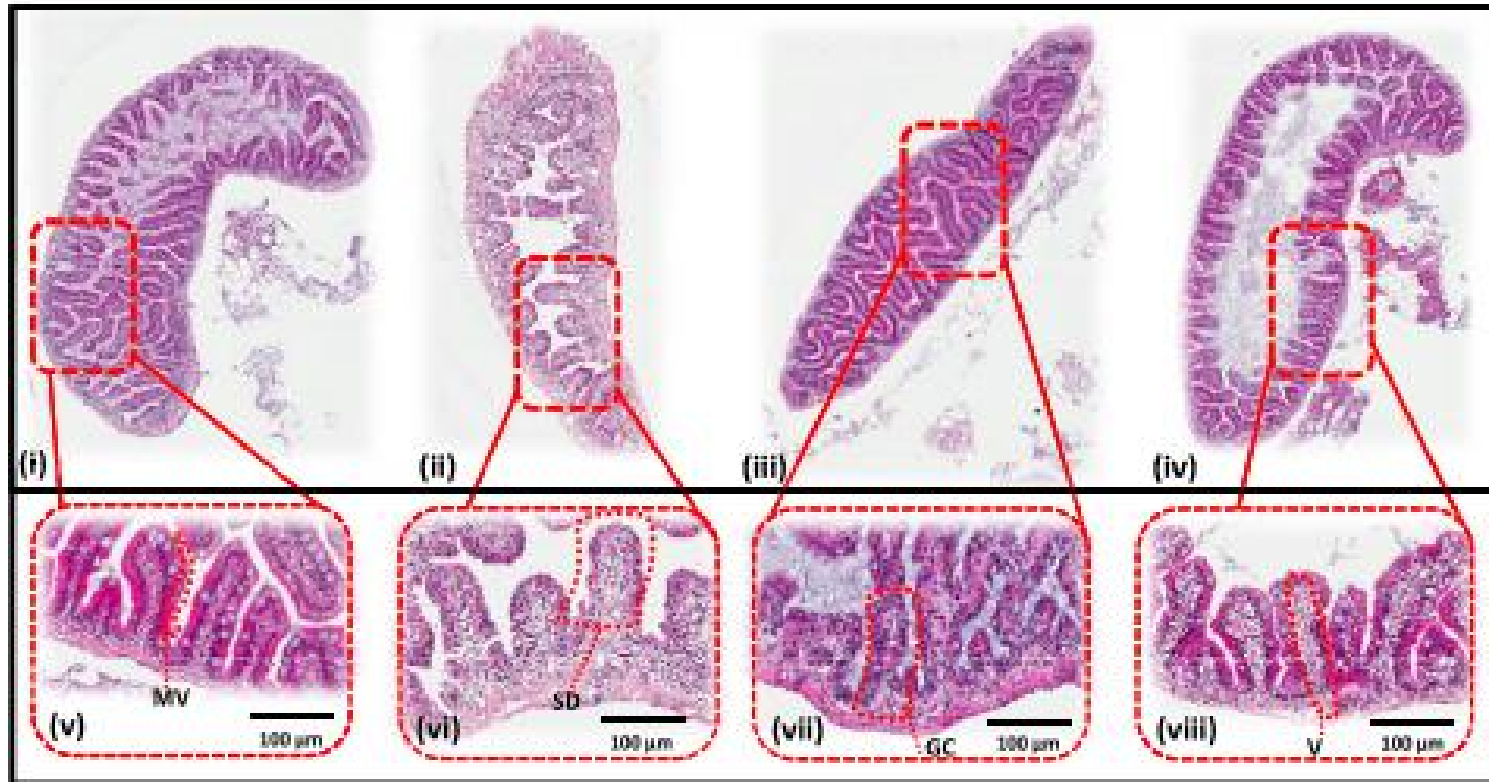 (i)
(ii)
(iii)
(iv)
MV
SD
GC
V
(v)
100 µm
(vi)
100 µm
(vii)
100 µm
(viii)
100 µm